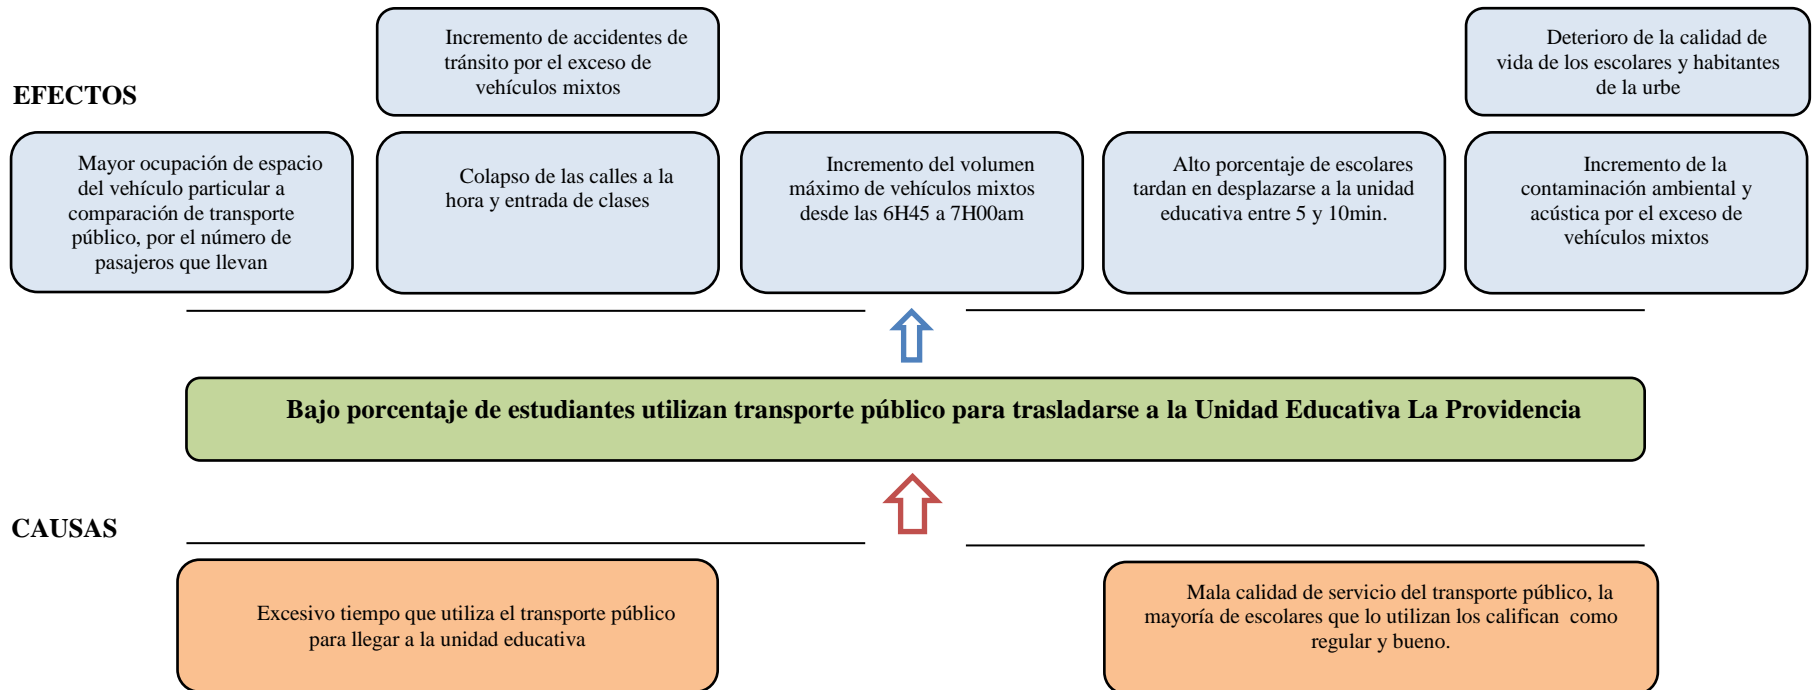 Incremento de accidentes de
tránsito por el exceso de
vehículos mixtos
Deterioro de la calidad de
vida de los escolares y habitantes
de la urbe
EFECTOS
Mayor ocupación de espacio
del vehículo particular a
comparación de transporte
público, por el número de
pasajeros que llevan
Colapso de las calles a la
hora y entrada de clases
Incremento del volumen
máximo de vehículos mixtos
desde las 6H45 a 7H00am
Alto porcentaje de escolares
tardan en desplazarse a la unidad
educativa entre 5 y 10min.
Incremento de la
contaminación ambiental y
acústica por el exceso de
vehículos mixtos
Bajo porcentaje de estudiantes utilizan transporte público para trasladarse a la Unidad Educativa La Providencia
CAUSAS
Excesivo tiempo que utiliza el transporte público
para llegar a la unidad educativa
Mala calidad de servicio del transporte público, la
mayoría de escolares que lo utilizan los califican como
regular y bueno.